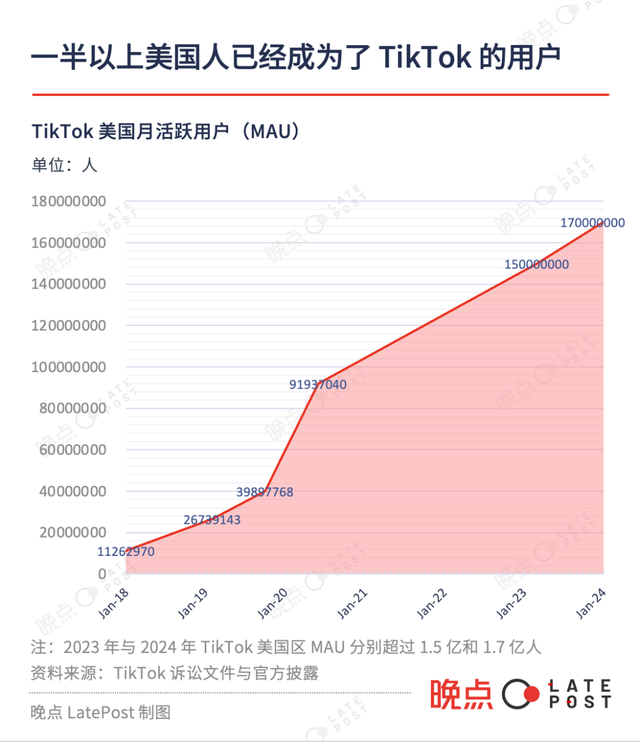 一半以上美国人已经成为了 TikTok 的用户
TikTok 美国月活跃用户（MAU）
单位：人
180000000
160000000
140000000
120000000
100000000
80000000
60000000
40000000
20000000
0
11262970
26739143
39897768
91937040
150000000
170000000
Jan-18
Jan-19
Jan-20
Jan-21
Jan-22
Jan-23
Jan-24
注：2023 年与 2024 年 TikTok 美国区 MAU 分别超过 1.5 亿和 1.7 亿人
资料来源：TikTok 诉讼文件与官方披露
晚点 LatePost 制图
晚点
LATE
POST